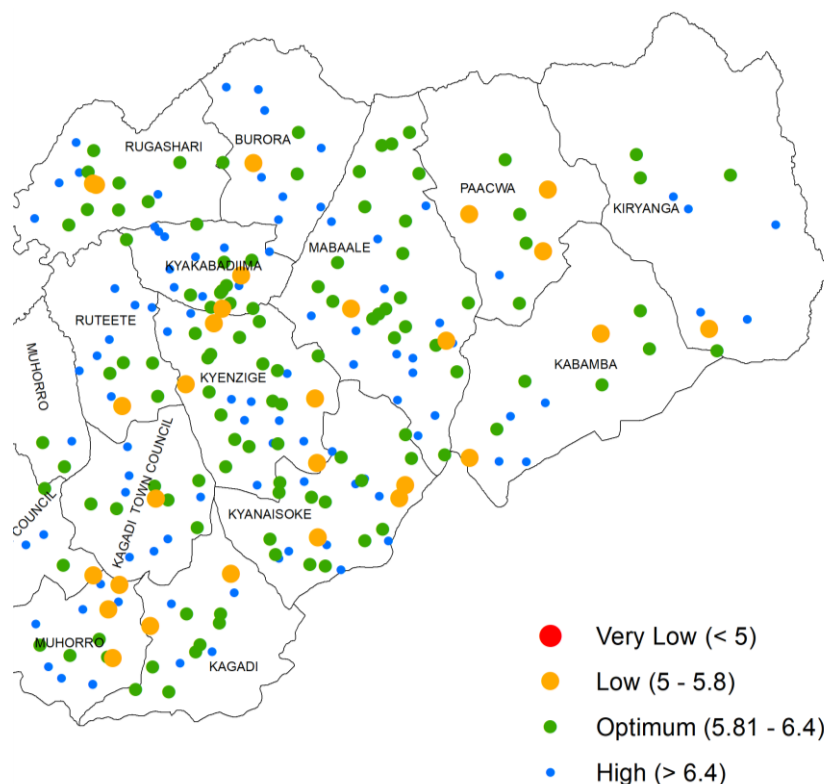 RUGASHARI
BURORA
PAACWA
KIRYANGA
MABAALE
KYAKABADIIMA
RUTEETE
MUHORRO
KABAMBA
KYENZIGE
KAGADI TOWN COUNCIL
COUNCIL
KYANAISOKE
MUHORRO
KAGADI
Very Low (< 5)
Low (5 - 5.8)
Optimum (5.81 - 6.4)
High (> 6.4)